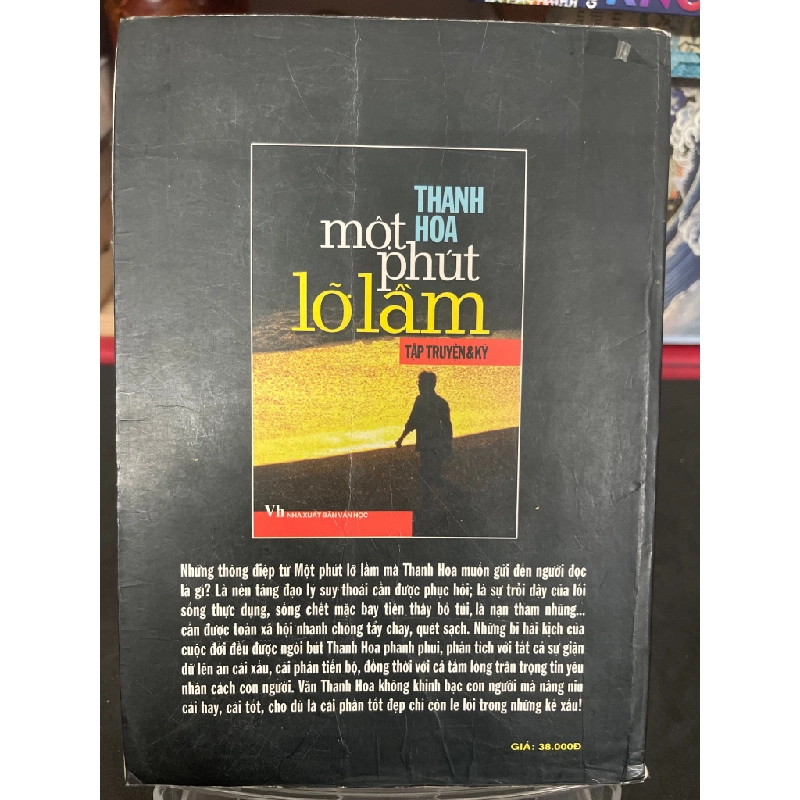 THANH
HOA
một
phút
lỡ lầm
TẬP TRUYỆN&KÝ
Vh NHÀ XUẤT BẢN VĂN HỌC
Những thông điệp từ Một phút lỡ lầm mà Thanh Hoa muốn gửi đến người đọc
là gì? Là nền tảng đạo lý suy thoái cần được phục hồi; là sự trỗi dậy của lối
sống thực dụng, sống chết mặc bay tiền thầy bỏ túi, là nạn tham nhũng...
cần được toàn xã hội nhanh chóng tẩy chay, quét sạch. Những bi hài kịch của
cuộc đời đều được ngòi bút Thanh Hoa phanh phui, phân tích với tất cả sự giận
dữ lên án cái xấu, cái phản tiến bộ, đồng thời với cả tấm lòng trân trọng tin yêu
nhân cách con người. Văn Thanh Hoa không khinh bạc con người mà nâng niu
cái hay, cái tốt, cho dù là cái phần tốt đẹp chỉ còn le lói trong những kẻ xấu!
GIÁ: 38.000Đ